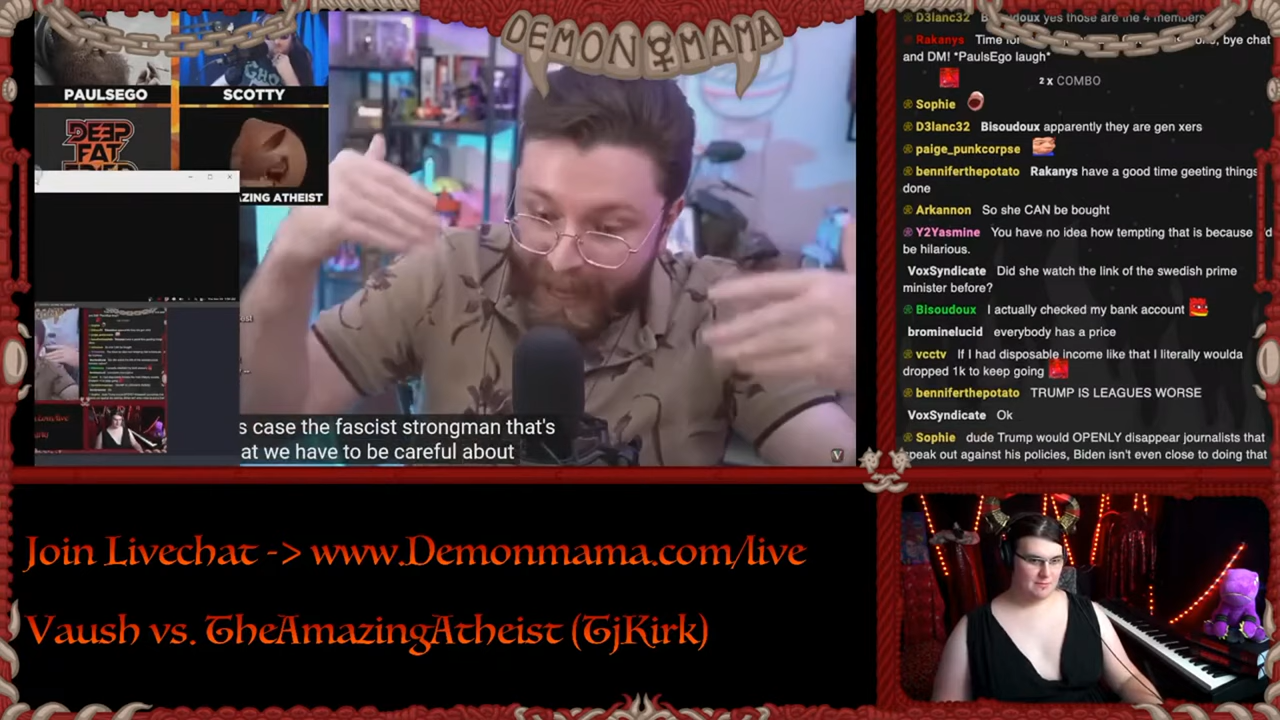 DEMON MAMA
PAULSEGO
SCOTTY
DEEP
FAT
ZING ATHEIST
s case the fascist strongman that's
at we have to be careful about
V
D3lanc32 Bisoudoux yes those are the 4 members
Rakanys Time for
one, bye chat
and DM! *PaulsEgo laugh*
2 x COMBO
Sophie
D3lanc32 Bisoudoux apparently they are gen xers
paige_punkcorpse
benniferthepotato Rakanys have a good time geeting things
done
Arkannon So she CAN be bought
Y2Yasmine You have no idea how tempting that is because I'd
be hilarious.
VoxSyndicate Did she watch the link of the swedish prime
minister before?
Bisoudoux I actually checked my bank account
brominelucid everybody has a price
vcctv If I had disposable income like that I literally woulda
dropped 1k to keep going
benniferthepotato TRUMP IS LEAGUES WORSE
VoxSyndicate Ok
Sophie dude Trump would OPENLY disappear journalists that
speak out against his policies, Biden isn't even close to doing that
Join Livechat -> www.Demonmama.com/live
Vaush vs. TheAmazingAtheist (TjKirk)